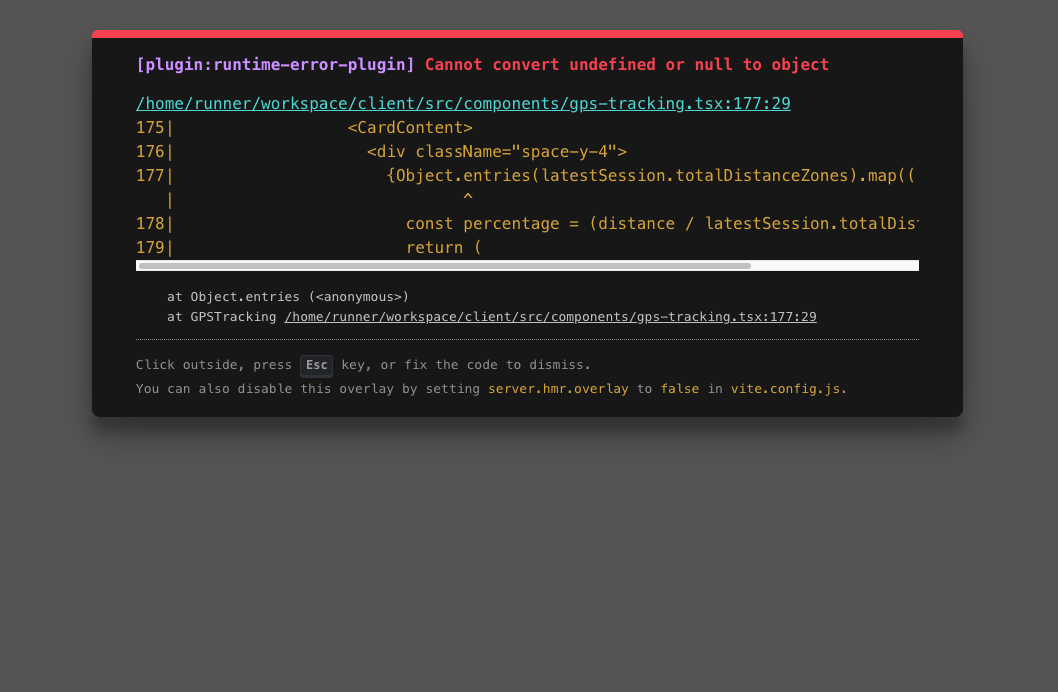 [plugin:runtime-error-plugin] Cannot convert undefined or null to object
/home/runner/workspace/client/src/components/gps-tracking.tsx:177:29
175|                  <CardContent>
176|                    <div className="space-y-4">
177|                      {Object.entries(latestSession.totalDistanceZones).map((
   |                              ^
178|                        const percentage = (distance / latestSession.totalDis
179|                        return (
at Object.entries (<anonymous>)
at GPSTracking /home/runner/workspace/client/src/components/gps-tracking.tsx:177:29
Click outside, press Esc key, or fix the code to dismiss.
You can also disable this overlay by setting server.hmr.overlay to false in vite.config.js.